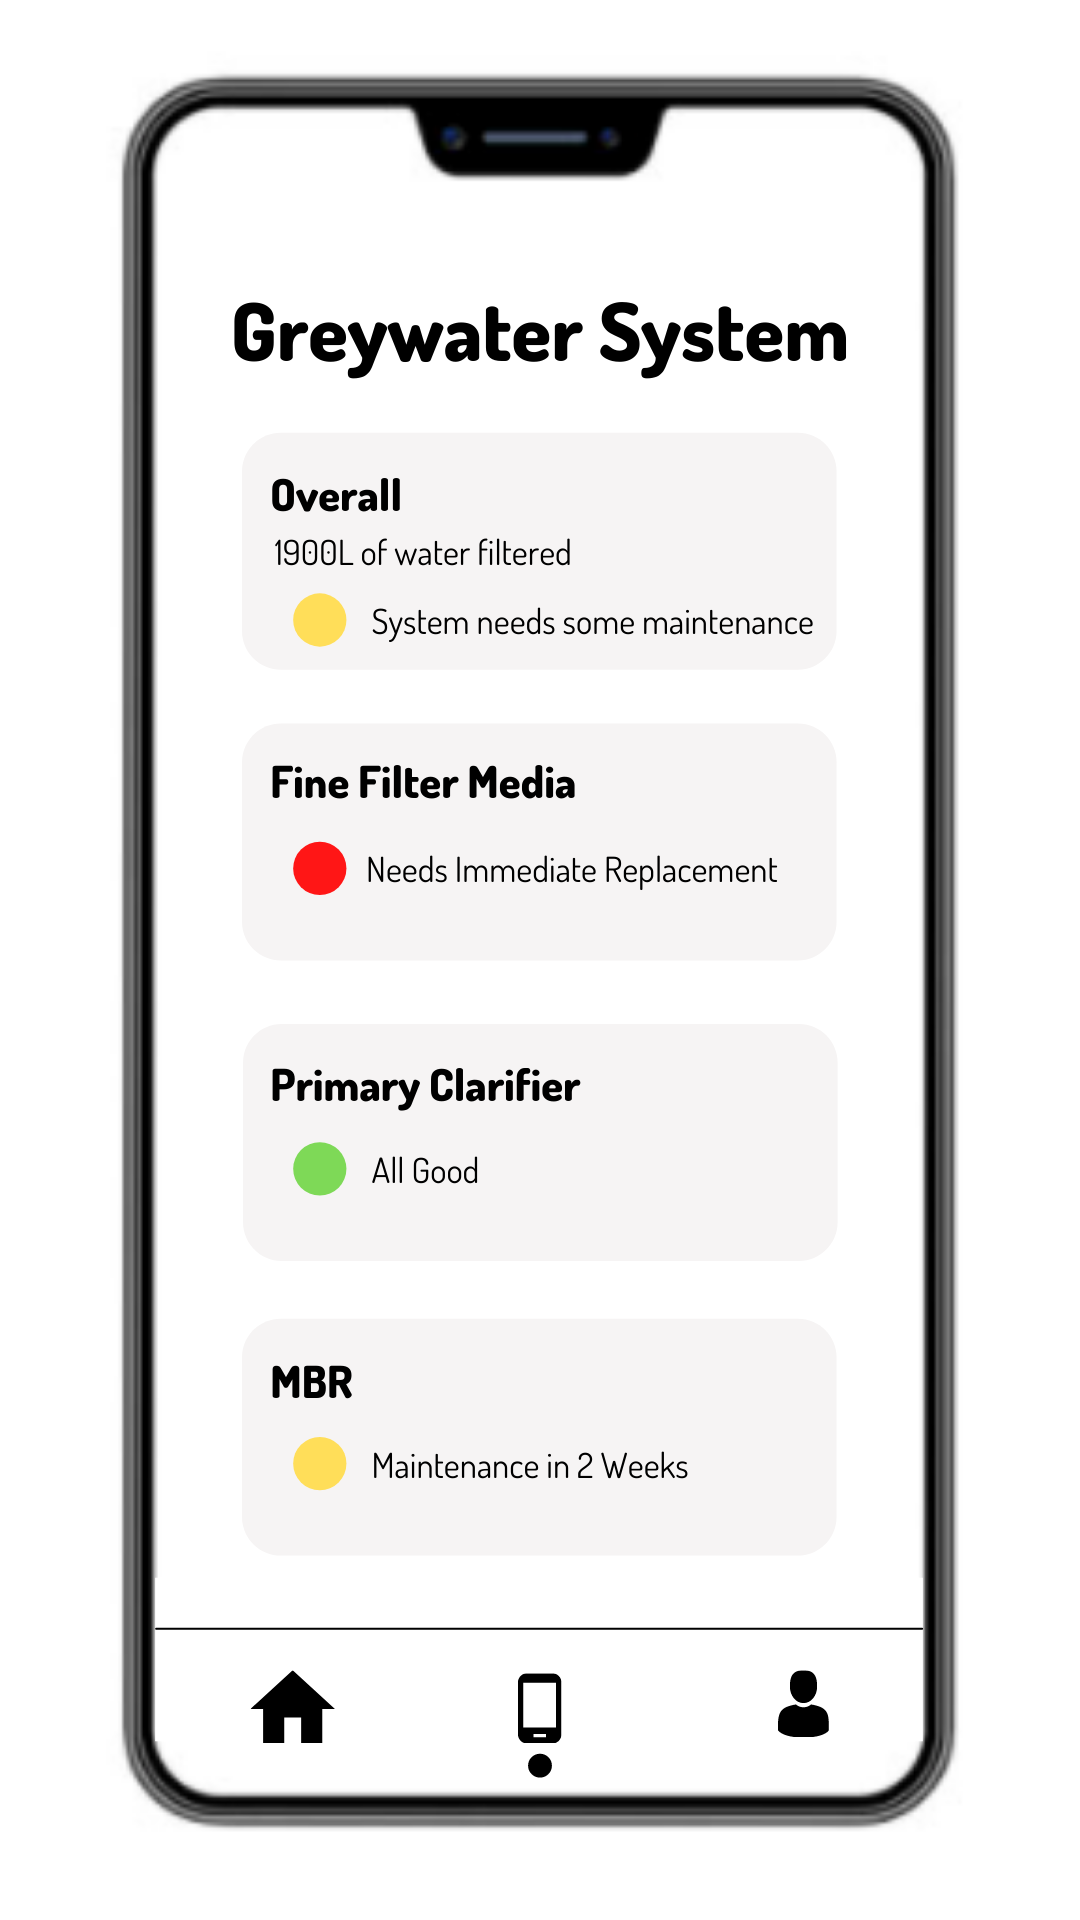 Greywater System
Overall
1900L of water filtered
System needs some maintenance
Fine Filter Media
Needs Immediate Replacement
Primary Clarifier
All Good
MBR
Maintenance in 2 Weeks